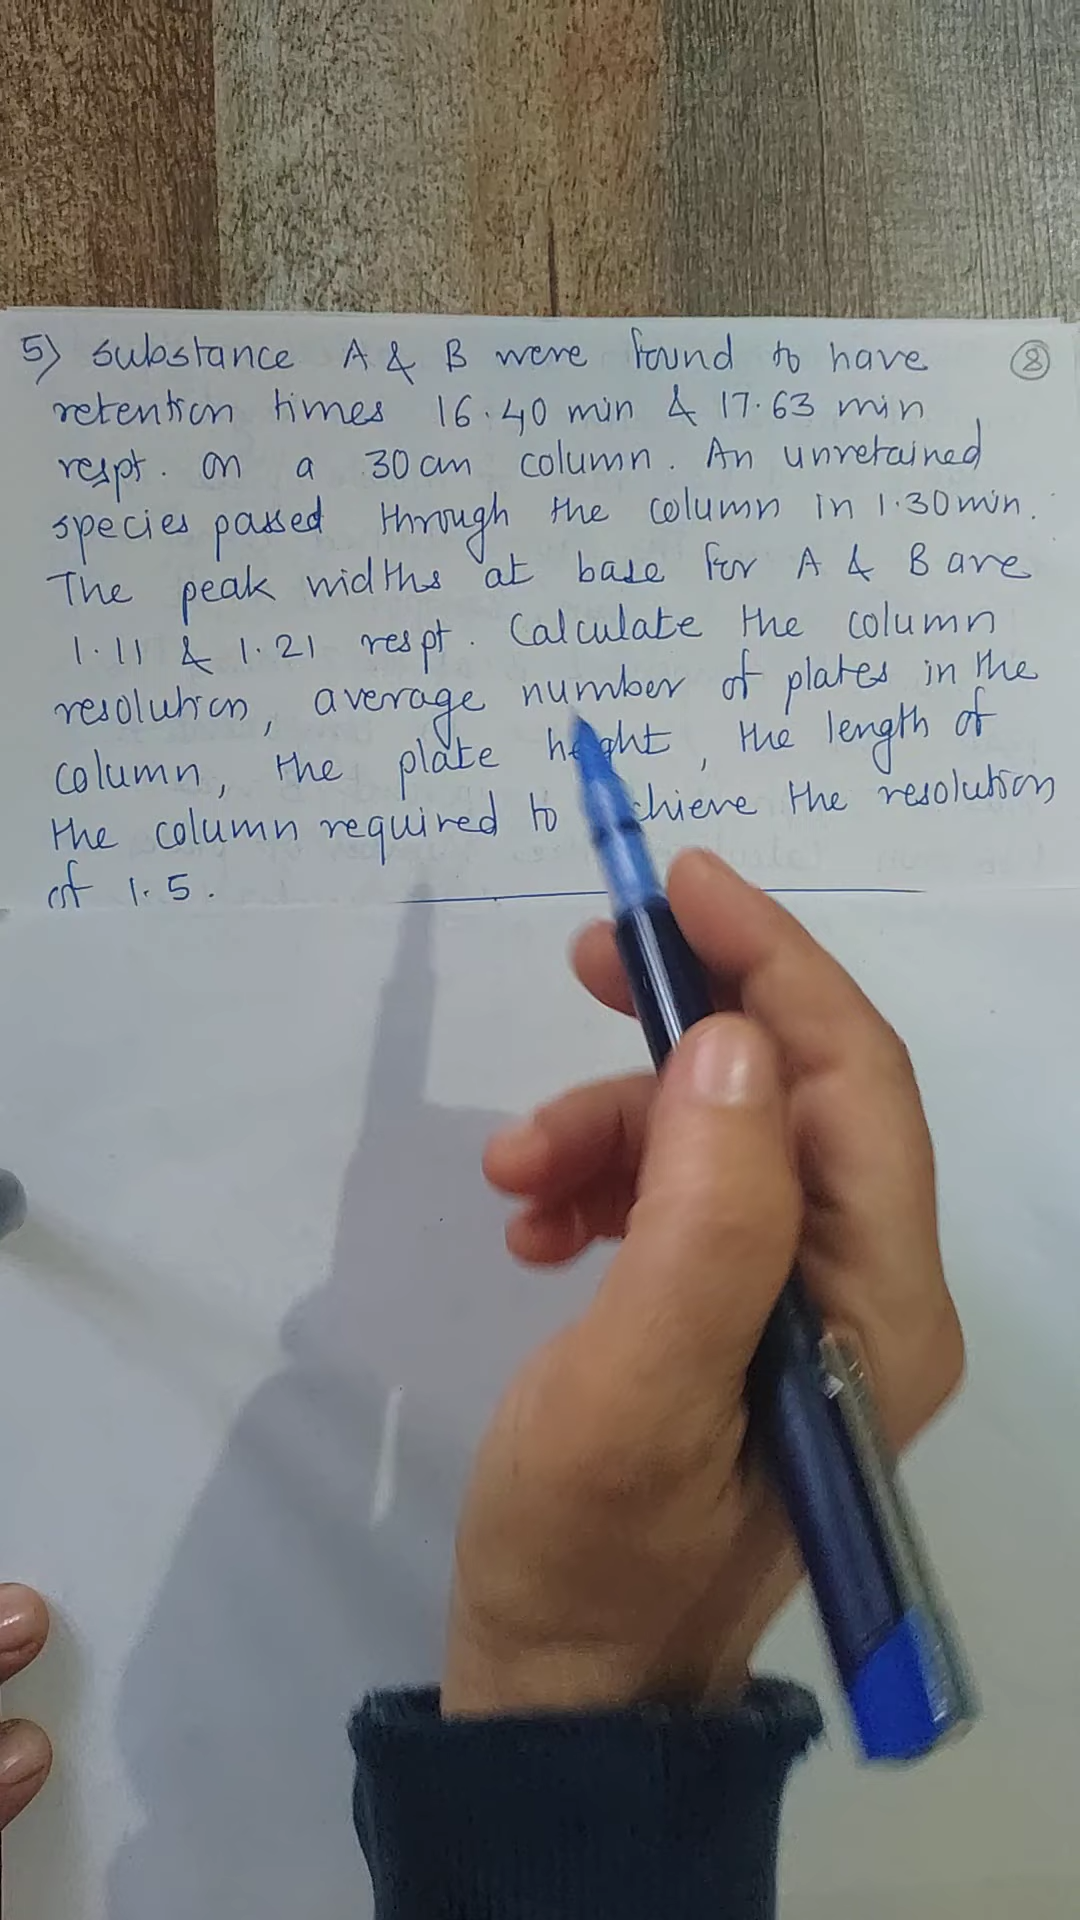 5) Substance A & B were found to have ⑧
retention times 16.40 min & 17.63 min
respt. on a 30 cm column. An unretained
species passed through the column in 1.30 min.
The peak widths at base for A & B are
1.11 & 1.21 respt. Calculate the column
resolution, average number of plates in the
column, the plate height, the length of
the column required to chieve the resolution
of 1.5.